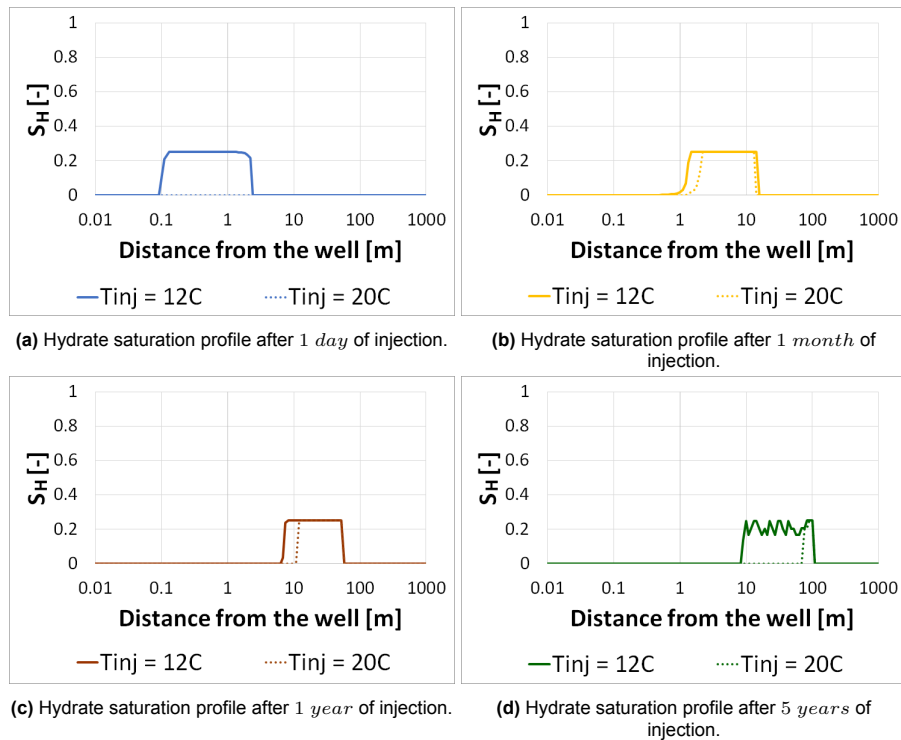 1
0.8
0.6
0.4
0.2
0
S_H [-]
0.01 0.1 1 10 100 1000
Distance from the well [m]
Tinj = 12C Tinj = 20C
(a) Hydrate saturation profile after 1 day of injection.
1
0.8
0.6
0.4
0.2
0
S_H [-]
0.01 0.1 1 10 100 1000
Distance from the well [m]
Tinj = 12C Tinj = 20C
(b) Hydrate saturation profile after 1 month of
injection.
1
0.8
0.6
0.4
0.2
0
S_H [-]
0.01 0.1 1 10 100 1000
Distance from the well [m]
Tinj = 12C Tinj = 20C
(c) Hydrate saturation profile after 1 year of injection.
1
0.8
0.6
0.4
0.2
0
S_H [-]
0.01 0.1 1 10 100 1000
Distance from the well [m]
Tinj = 12C Tinj = 20C
(d) Hydrate saturation profile after 5 years of
injection.